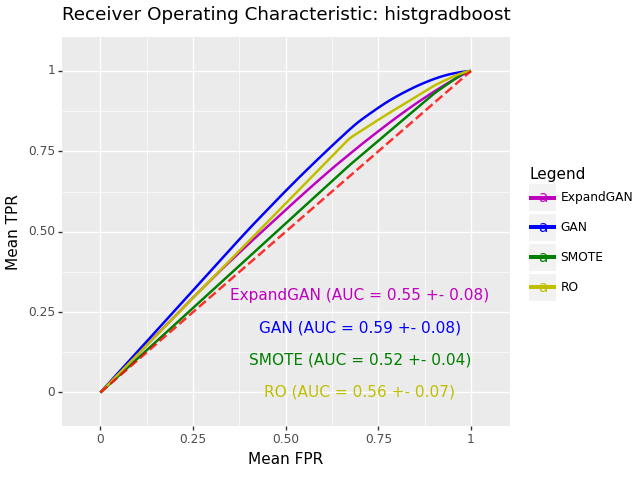 Receiver Operating Characteristic: histgradboost
1
0.75
0.50
0.25
0
Mean TPR
0
0.25
0.50
0.75
1
Mean FPR
ExpandGAN (AUC = 0.55 +- 0.08)
GAN (AUC = 0.59 +- 0.08)
SMOTE (AUC = 0.52 +- 0.04)
RO (AUC = 0.56 +- 0.07)
Legend
a ExpandGAN
a GAN
a SMOTE
a RO